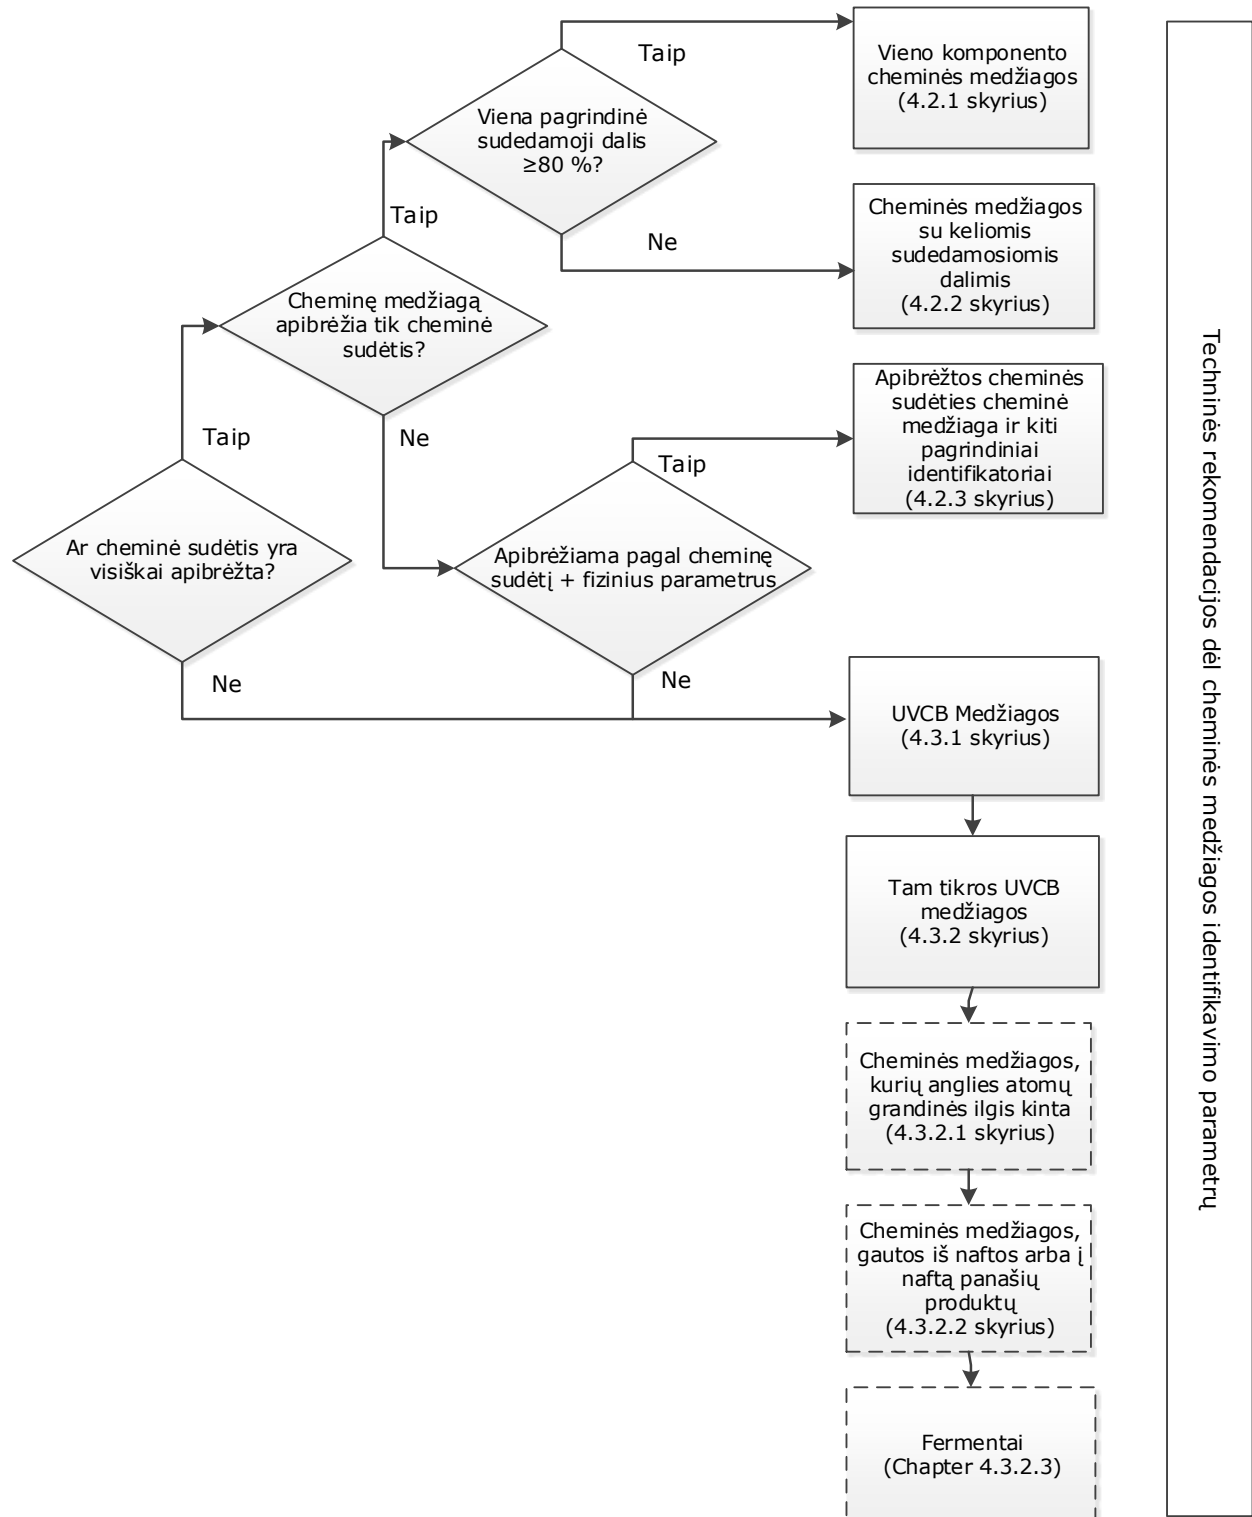 Taip
Vieno komponento
cheminės medžiagos
(4.2.1 skyrius)
Viena pagrindinė
sudedamoji dalis
≥80 %?
Taip
Ne
Cheminės medžiagos
su keliomis
sudedamosiomis
dalimis
(4.2.2 skyrius)
Cheminę medžiagą
apibrėžia tik cheminė
sudėtis?
Taip
Ne
Taip
Apibrėžtos cheminės
sudėties cheminė
medžiaga ir kiti
pagrindiniai
identifikatoriai
(4.2.3 skyrius)
Ar cheminė sudėtis yra
visiškai apibrėžta?
Apibrėžiama pagal cheminę
sudėtį + fizinius parametrus
Ne
Ne
UVCB Medžiagos
(4.3.1 skyrius)
Tam tikros UVCB
medžiagos
(4.3.2 skyrius)
Cheminės medžiagos,
kurių anglies atomų
grandinės ilgis kinta
(4.3.2.1 skyrius)
Cheminės medžiagos,
gautos iš naftos arba į
naftą panašių
produktų
(4.3.2.2 skyrius)
Fermentai
(Chapter 4.3.2.3)
Techninės rekomendacijos dėl cheminės medžiagos identifikavimo parametrų